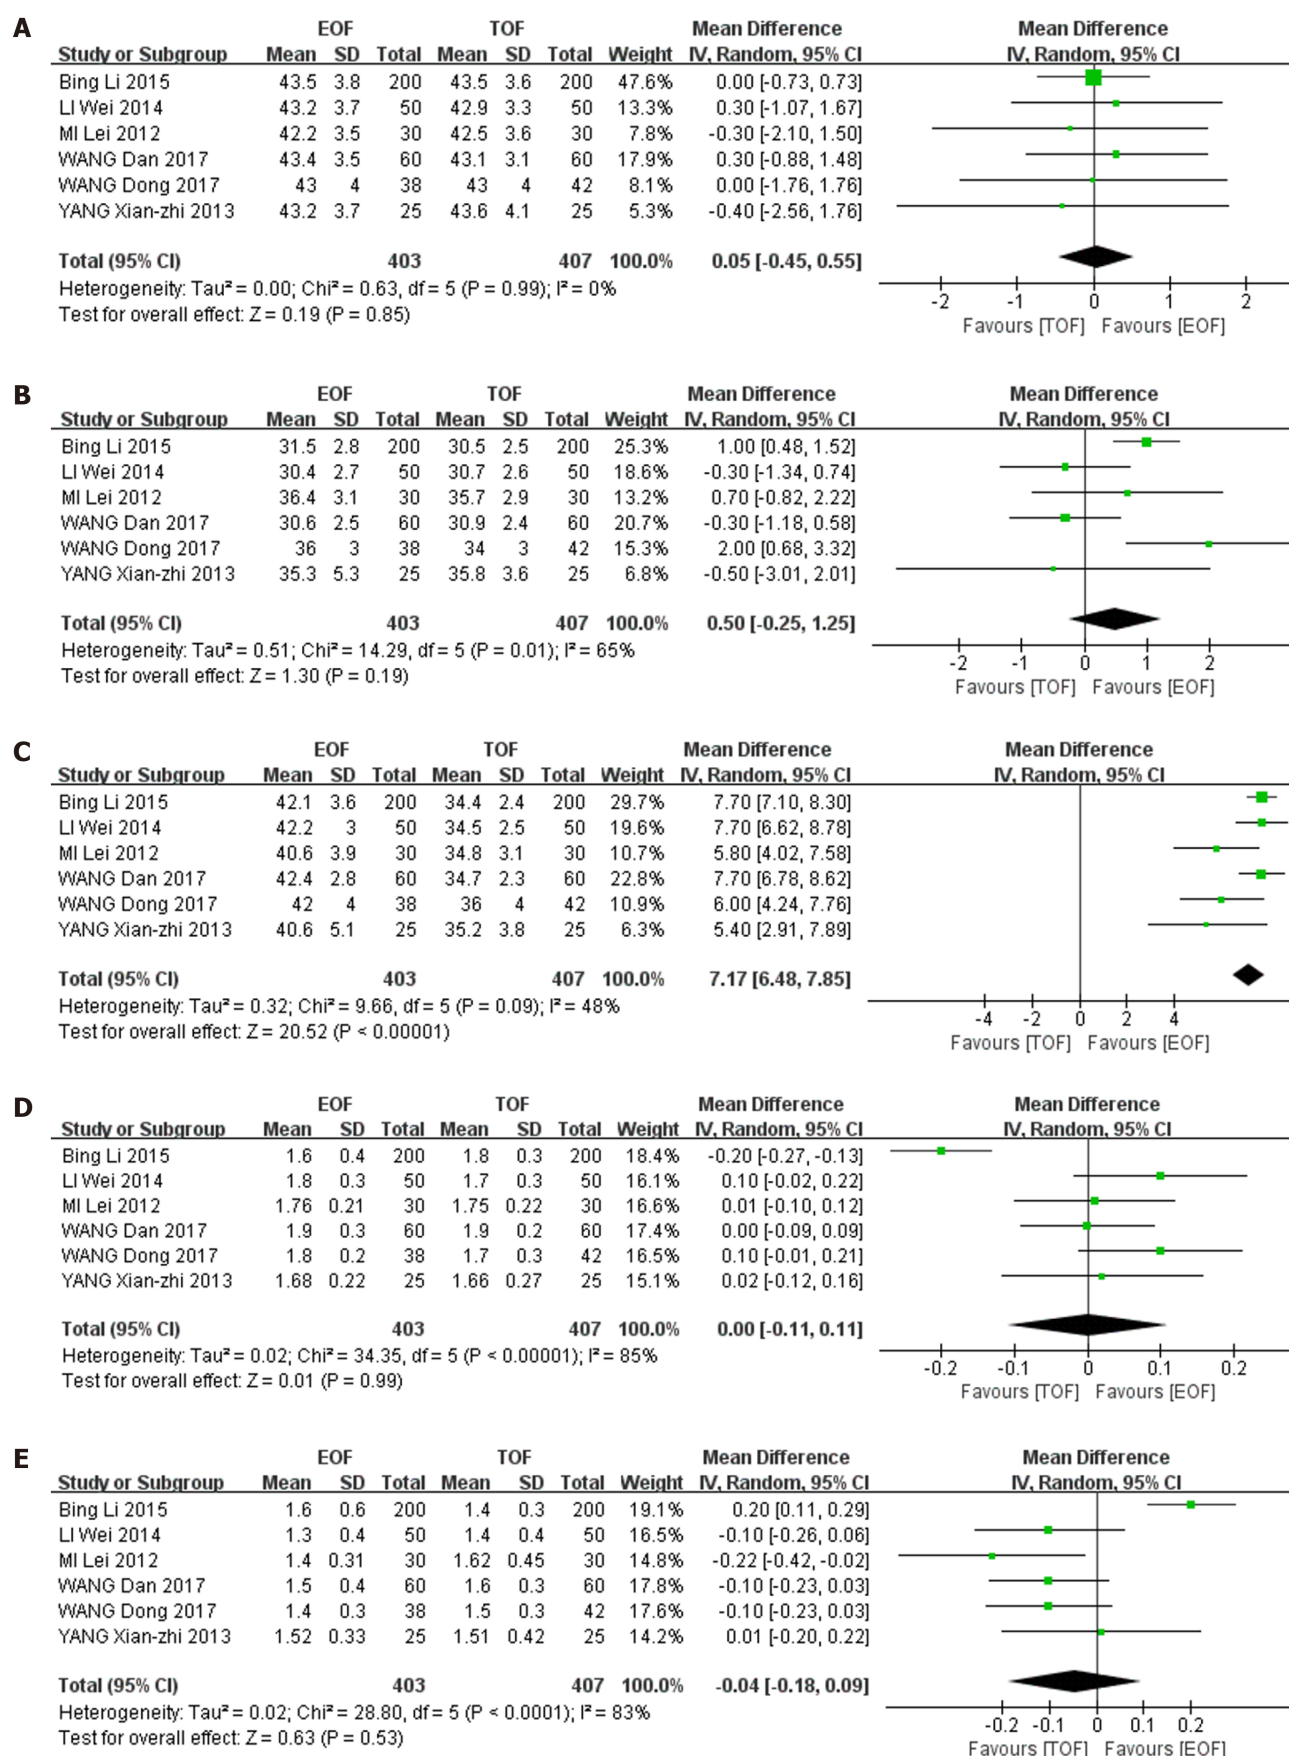 A
EOF TOF Mean Difference Mean Difference
Study or Subgroup Mean SD Total Mean SD Total Weight IV, Random, 95% CI IV, Random, 95% CI
Bing Li 2015 43.5 3.8 200 43.5 3.6 200 47.6% 0.00 [-0.73, 0.73]
LI Wei 2014 43.2 3.7 50 42.9 3.3 50 13.3% 0.30 [-1.07, 1.67]
MI Lei 2012 42.2 3.5 30 42.5 3.6 30 7.8% -0.30 [-2.10, 1.50]
WANG Dan 2017 43.4 3.5 60 43.1 3.1 60 17.9% 0.30 [-0.88, 1.48]
WANG Dong 2017 43 4 38 43 4 42 8.1% 0.00 [-1.76, 1.76]
YANG Xian-zhi 2013 43.2 3.7 25 43.6 4.1 25 5.3% -0.40 [-2.56, 1.76]
Total (95% CI) 403 407 100.0% 0.05 [-0.45, 0.55]
Heterogeneity: Tau² = 0.00; Chi² = 0.63, df = 5 (P = 0.99); I² = 0%
Test for overall effect: Z = 0.19 (P = 0.85)
-2 -1 0 1 2
Favours [TOF] Favours [EOF]
B
EOF TOF Mean Difference Mean Difference
Study or Subgroup Mean SD Total Mean SD Total Weight IV, Random, 95% CI IV, Random, 95% CI
Bing Li 2015 31.5 2.8 200 30.5 2.5 200 25.3% 1.00 [0.48, 1.52]
LI Wei 2014 30.4 2.7 50 30.7 2.6 50 18.6% -0.30 [-1.34, 0.74]
MI Lei 2012 36.4 3.1 30 35.7 2.9 30 13.2% 0.70 [-0.82, 2.22]
WANG Dan 2017 30.6 2.5 60 30.9 2.4 60 20.7% -0.30 [-1.18, 0.58]
WANG Dong 2017 36 3 38 34 3 42 15.3% 2.00 [0.68, 3.32]
YANG Xian-zhi 2013 35.3 5.3 25 35.8 3.6 25 6.8% -0.50 [-3.01, 2.01]
Total (95% CI) 403 407 100.0% 0.50 [-0.25, 1.25]
Heterogeneity: Tau² = 0.51; Chi² = 14.29, df = 5 (P = 0.01); I² = 65%
Test for overall effect: Z = 1.30 (P = 0.19)
-2 -1 0 1 2
Favours [TOF] Favours [EOF]
C
EOF TOF Mean Difference Mean Difference
Study or Subgroup Mean SD Total Mean SD Total Weight IV, Random, 95% CI IV, Random, 95% CI
Bing Li 2015 42.1 3.6 200 34.4 2.4 200 29.7% 7.70 [7.10, 8.30]
LI Wei 2014 42.2 3 50 34.5 2.5 50 19.6% 7.70 [6.62, 8.78]
MI Lei 2012 40.6 3.9 30 34.8 3.1 30 10.7% 5.80 [4.02, 7.58]
WANG Dan 2017 42.4 2.8 60 34.7 2.3 60 22.8% 7.70 [6.78, 8.62]
WANG Dong 2017 42 4 38 36 4 42 10.9% 6.00 [4.24, 7.76]
YANG Xian-zhi 2013 40.6 5.1 25 35.2 3.8 25 6.3% 5.40 [2.91, 7.89]
Total (95% CI) 403 407 100.0% 7.17 [6.48, 7.85]
Heterogeneity: Tau² = 0.32; Chi² = 9.66, df = 5 (P = 0.09); I² = 48%
Test for overall effect: Z = 20.52 (P < 0.00001)
-4 -2 0 2 4
Favours [TOF] Favours [EOF]
D
EOF TOF Mean Difference Mean Difference
Study or Subgroup Mean SD Total Mean SD Total Weight IV, Random, 95% CI IV, Random, 95% CI
Bing Li 2015 1.6 0.4 200 1.8 0.3 200 18.4% -0.20 [-0.27, -0.13]
LI Wei 2014 1.8 0.3 50 1.7 0.3 50 16.1% 0.10 [-0.02, 0.22]
MI Lei 2012 1.76 0.21 30 1.75 0.22 30 16.6% 0.01 [-0.10, 0.12]
WANG Dan 2017 1.9 0.3 60 1.9 0.2 60 17.4% 0.00 [-0.09, 0.09]
WANG Dong 2017 1.8 0.2 38 1.7 0.3 42 16.5% 0.10 [-0.01, 0.21]
YANG Xian-zhi 2013 1.68 0.22 25 1.66 0.27 25 15.1% 0.02 [-0.12, 0.16]
Total (95% CI) 403 407 100.0% 0.00 [-0.11, 0.11]
Heterogeneity: Tau² = 0.02; Chi² = 34.35, df = 5 (P < 0.00001); I² = 85%
Test for overall effect: Z = 0.01 (P = 0.99)
-0.2 -0.1 0 0.1 0.2
Favours [TOF] Favours [EOF]
E
EOF TOF Mean Difference Mean Difference
Study or Subgroup Mean SD Total Mean SD Total Weight IV, Random, 95% CI IV, Random, 95% CI
Bing Li 2015 1.6 0.6 200 1.4 0.3 200 19.1% 0.20 [0.11, 0.29]
LI Wei 2014 1.3 0.4 50 1.4 0.4 50 16.5% -0.10 [-0.26, 0.06]
MI Lei 2012 1.4 0.31 30 1.62 0.45 30 14.8% -0.22 [-0.42, -0.02]
WANG Dan 2017 1.5 0.4 60 1.6 0.3 60 17.8% -0.10 [-0.23, 0.03]
WANG Dong 2017 1.4 0.3 38 1.5 0.3 42 17.6% -0.10 [-0.23, 0.03]
YANG Xian-zhi 2013 1.52 0.33 25 1.51 0.42 25 14.2% 0.01 [-0.20, 0.22]
Total (95% CI) 403 407 100.0% -0.04 [-0.18, 0.09]
Heterogeneity: Tau² = 0.02; Chi² = 28.80, df = 5 (P < 0.0001); I² = 83%
Test for overall effect: Z = 0.63 (P = 0.53)
-0.2 -0.1 0 0.1 0.2
Favours [TOF] Favours [EOF]